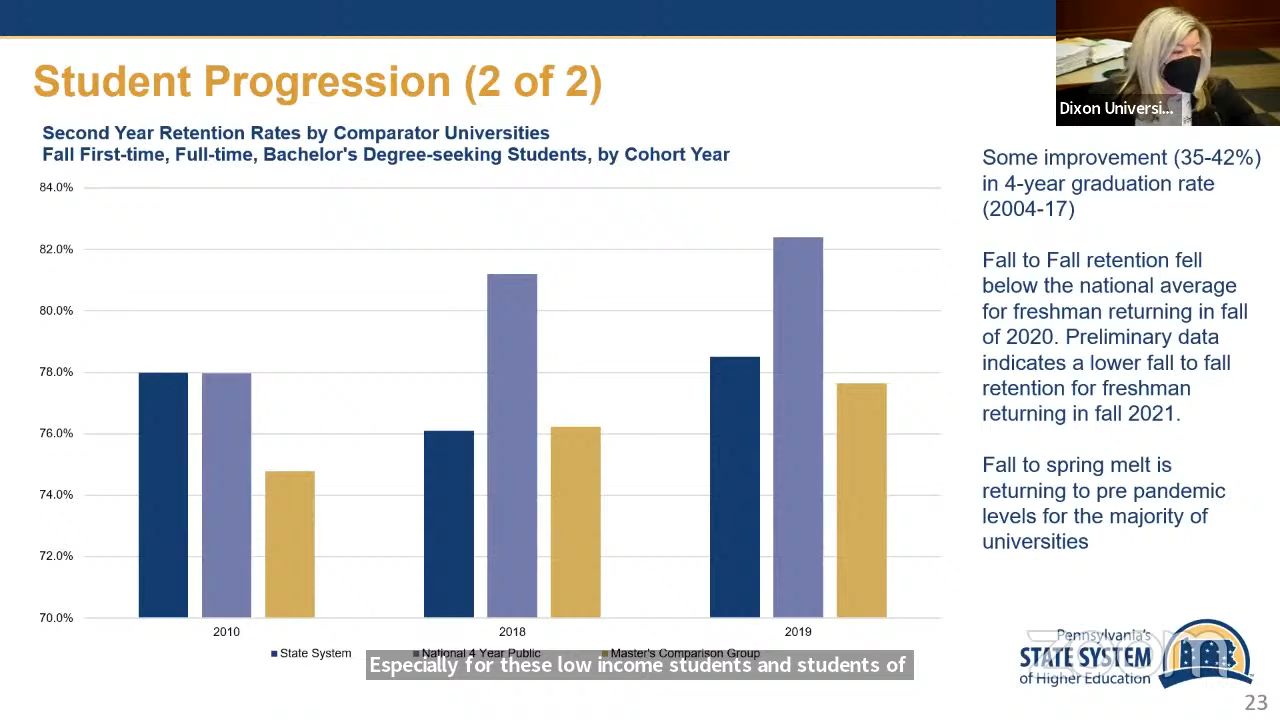 Student Progression (2 of 2)
Dixon Universi...
Second Year Retention Rates by Comparator Universities
Fall First-time, Full-time, Bachelor's Degree-seeking Students, by Cohort Year
84.0%
82.0%
80.0%
78.0%
76.0%
74.0%
72.0%
70.0%
2010
2018
2019
State System
National 4 Year Public
Master's Comparison Group
Especially for these low income students and students of
Some improvement (35-42%)
in 4-year graduation rate
(2004-17)
Fall to Fall retention fell
below the national average
for freshman returning in fall
of 2020. Preliminary data
indicates a lower fall to fall
retention for freshman
returning in fall 2021.
Fall to spring melt is
returning to pre pandemic
levels for the majority of
universities
zoom
Pennsylvania's
STATE SYSTEM
of Higher Education
23